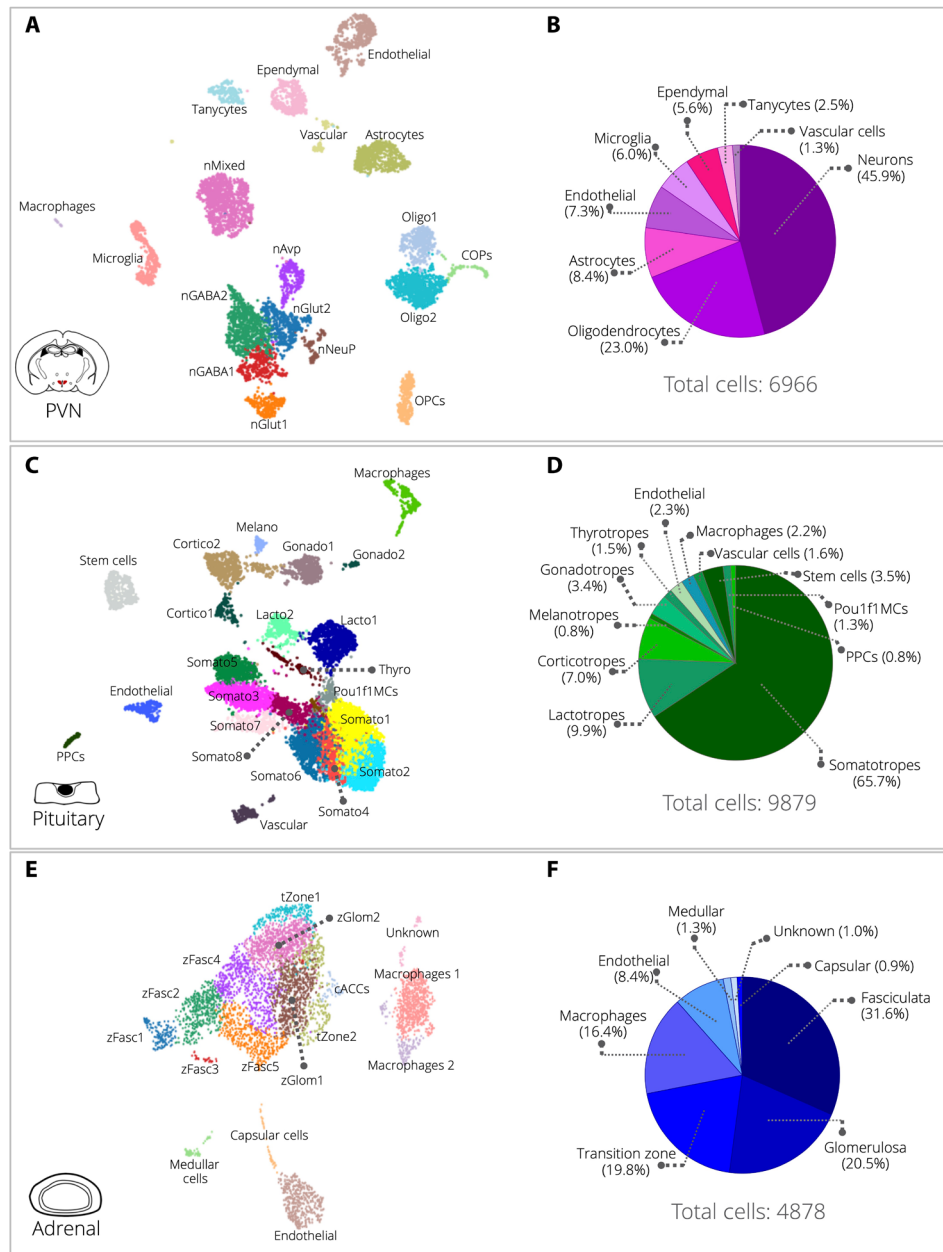 A
Endothelial
Ependymal
Tanycytes
Vascular
Astrocytes
nMixed
Macrophages
Microglia
nAvp
Oligo1
COPs
nGABA2
nGlut2
Oligo2
nNeuP
nGABA1
OPCs
nGlut1
PVN
B
Ependymal
(5.6%)
Tanycytes (2.5%)
Vascular cells
(1.3%)
Microglia
(6.0%)
Neurons
(45.9%)
Endothelial
(7.3%)
Astrocytes
(8.4%)
Oligodendrocytes
(23.0%)
Total cells: 6966
C
Macrophages
Melano
Cortico2
Gonado1
Gonado2
Stem cells
Cortico1
Lacto2
Lacto1
Somato5
Thyro
Endothelial
Somato3
Pou1f1MCs
Somato7
Somato1
PPCs
Somato8
Somato6
Somato2
Somato4
Vascular
Pituitary
D
Endothelial
(2.3%)
Thyrotropes
(1.5%)
Macrophages (2.2%)
Vascular cells (1.6%)
Gonadotropes
(3.4%)
Stem cells (3.5%)
Melanotropes
(0.8%)
Pou1f1MCs
(1.3%)
Corticotropes
(7.0%)
PPCs (0.8%)
Lactotropes
(9.9%)
Somatotropes
(65.7%)
Total cells: 9879
E
tZone1
zGlom2
Unknown
zFasc4
Macrophages 1
zFasc2
cACCs
zFasc1
tZone2
zFasc3
zFasc5
Macrophages 2
zGlom1
Capsular cells
Medullar
cells
Endothelial
Adrenal
F
Medullar
(1.3%)
Unknown (1.0%)
Endothelial
(8.4%)
Capsular (0.9%)
Macrophages
(16.4%)
Fasciculata
(31.6%)
Transition zone
(19.8%)
Glomerulosa
(20.5%)
Total cells: 4878